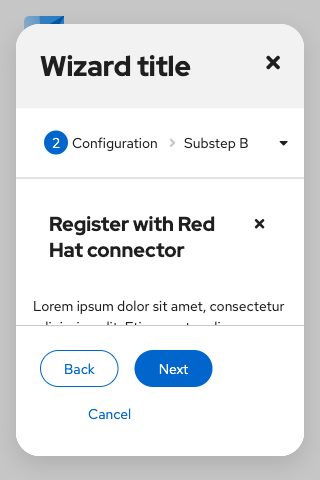 Wizard title
2 Configuration Substep B
Register with Red
Hat connector
Lorem ipsum dolor sit amet, consectetur
Back Next
Cancel